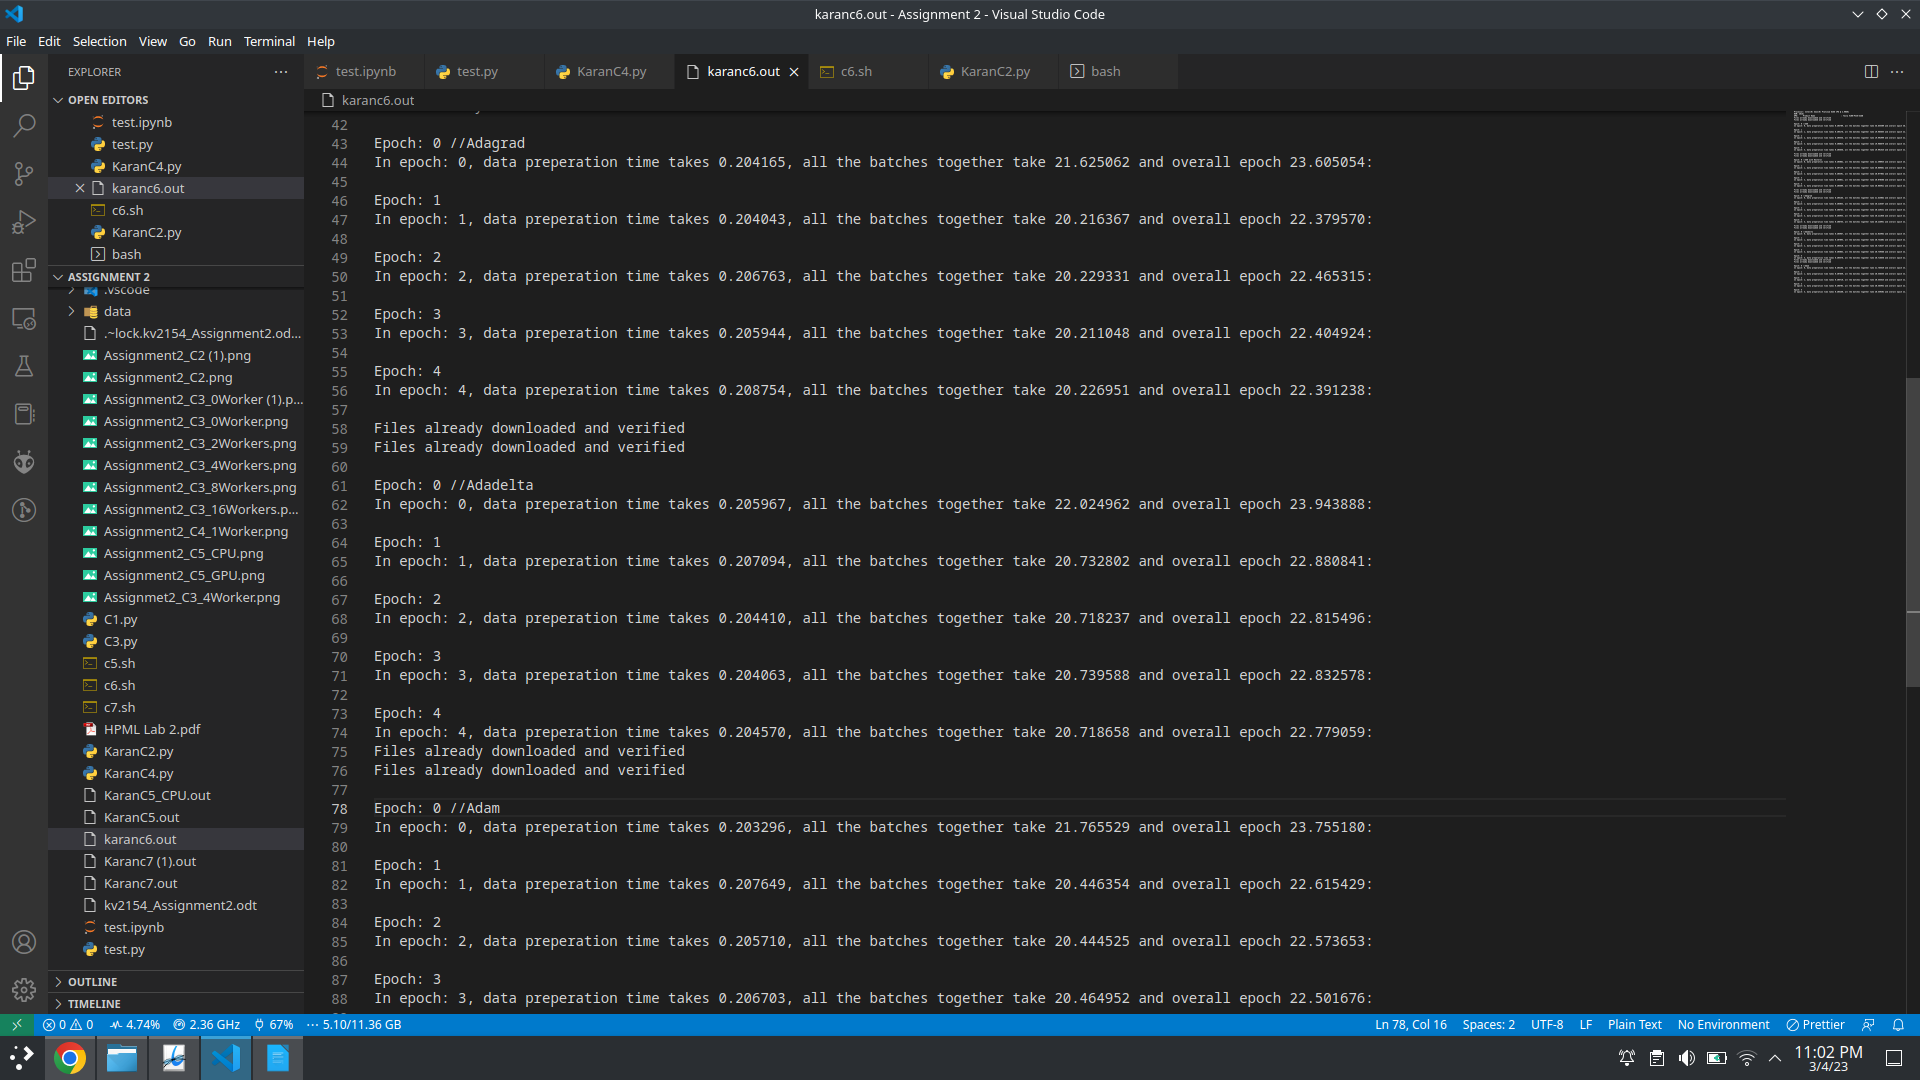 karanc6.out - Assignment 2 - Visual Studio Code
File Edit Selection View Go Run Terminal Help
EXPLORER
OPEN EDITORS
test.ipynb
test.py
KaranC4.py
karanc6.out
c6.sh
KaranC2.py
bash
ASSIGNMENT 2
.vscode
data
.~lock.kv2154_Assignment2.od...
Assignment2_C2 (1).png
Assignment2_C2.png
Assignment2_C3_0Worker (1).p...
Assignment2_C3_0Worker.png
Assignment2_C3_2Workers.png
Assignment2_C3_4Workers.png
Assignment2_C3_8Workers.png
Assignment2_C3_16Workers.p...
Assignment2_C4_1Worker.png
Assignment2_C5_CPU.png
Assignment2_C5_GPU.png
Assignmet2_C3_4Worker.png
C1.py
C3.py
c5.sh
c6.sh
c7.sh
HPML Lab 2.pdf
KaranC2.py
KaranC4.py
KaranC5_CPU.out
KaranC5.out
karanc6.out
Karanc7 (1).out
Karanc7.out
kv2154_Assignment2.odt
test.ipynb
test.py
OUTLINE
TIMELINE
test.ipynb test.py KaranC4.py karanc6.out c6.sh KaranC2.py bash
karanc6.out
42
43 Epoch: 0 //Adagrad
44 In epoch: 0, data preperation time takes 0.204165, all the batches together take 21.625062 and overall epoch 23.605054:
45
46 Epoch: 1
47 In epoch: 1, data preperation time takes 0.204043, all the batches together take 20.216367 and overall epoch 22.379570:
48
49 Epoch: 2
50 In epoch: 2, data preperation time takes 0.206763, all the batches together take 20.229331 and overall epoch 22.465315:
51
52 Epoch: 3
53 In epoch: 3, data preperation time takes 0.205944, all the batches together take 20.211048 and overall epoch 22.404924:
54
55 Epoch: 4
56 In epoch: 4, data preperation time takes 0.208754, all the batches together take 20.226951 and overall epoch 22.391238:
57
58 Files already downloaded and verified
59 Files already downloaded and verified
60
61 Epoch: 0 //Adadelta
62 In epoch: 0, data preperation time takes 0.205967, all the batches together take 22.024962 and overall epoch 23.943888:
63
64 Epoch: 1
65 In epoch: 1, data preperation time takes 0.207094, all the batches together take 20.732802 and overall epoch 22.880841:
66
67 Epoch: 2
68 In epoch: 2, data preperation time takes 0.204410, all the batches together take 20.718237 and overall epoch 22.815496:
69
70 Epoch: 3
71 In epoch: 3, data preperation time takes 0.204063, all the batches together take 20.739588 and overall epoch 22.832578:
72
73 Epoch: 4
74 In epoch: 4, data preperation time takes 0.204570, all the batches together take 20.718658 and overall epoch 22.779059:
75 Files already downloaded and verified
76 Files already downloaded and verified
77
78 Epoch: 0 //Adam
79 In epoch: 0, data preperation time takes 0.203296, all the batches together take 21.765529 and overall epoch 23.755180:
80
81 Epoch: 1
82 In epoch: 1, data preperation time takes 0.207649, all the batches together take 20.446354 and overall epoch 22.615429:
83
84 Epoch: 2
85 In epoch: 2, data preperation time takes 0.205710, all the batches together take 20.444525 and overall epoch 22.573653:
86
87 Epoch: 3
88 In epoch: 3, data preperation time takes 0.206703, all the batches together take 20.464952 and overall epoch 22.501676:
0 0 4.74% 2.36 GHz 67% 5.10/11.36 GB Ln 78, Col 16 Spaces: 2 UTF-8 LF Plain Text No Environment Prettier
11:02 PM
3/4/23